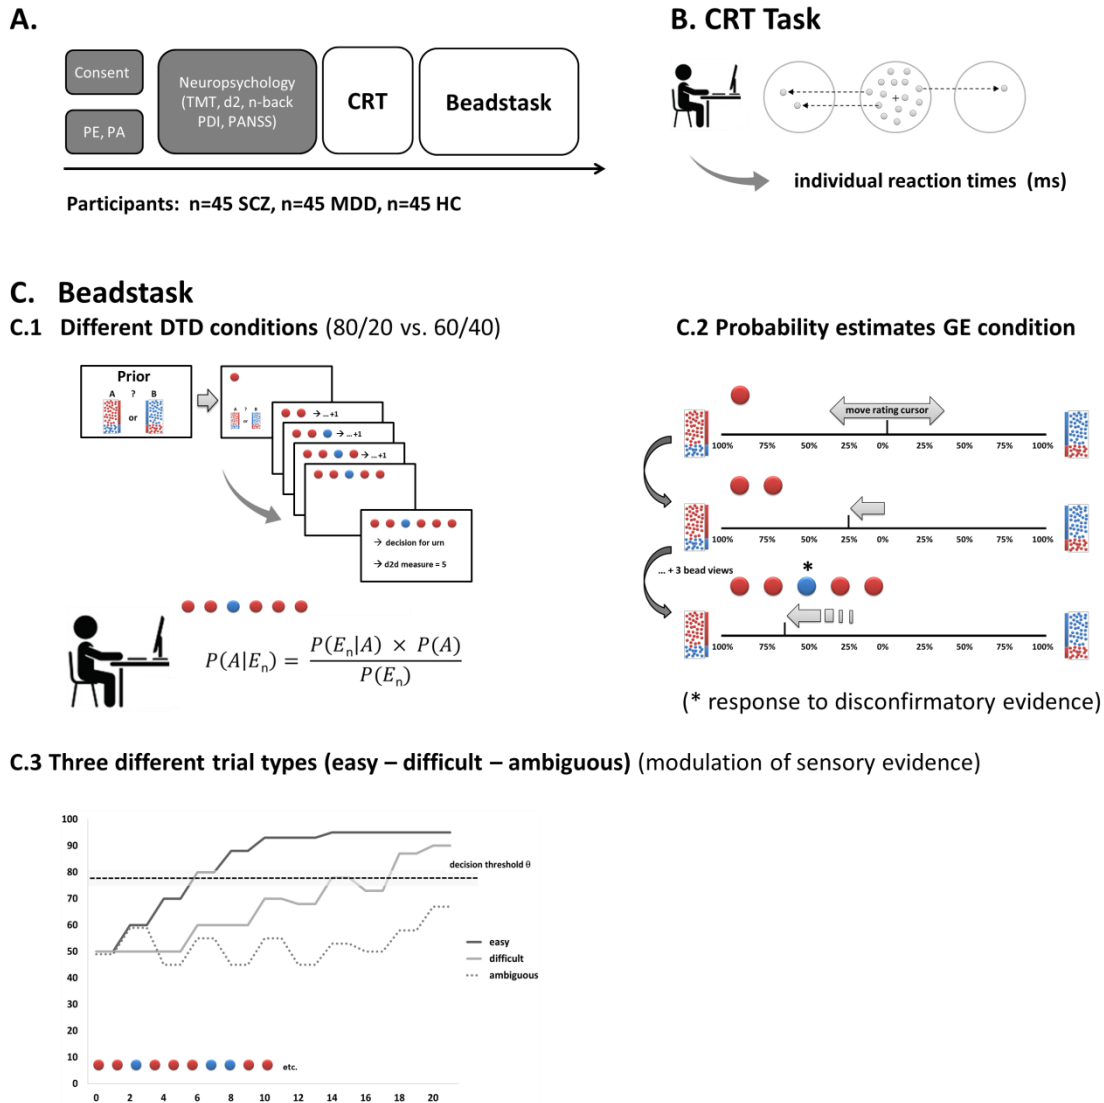 A.
Consent
PE, PA
Neuropsychology
(TMT, d2, n-back
PDI, PANSS)
CRT
Beadstask
Participants: n=45 SCZ, n=45 MDD, n=45 HC
B. CRT Task
+
individual reaction times (ms)
C. Beadstask
C.1 Different DTD conditions (80/20 vs. 60/40)
Prior
A ? B
or
A ? B
or
→ ... +1
→ ... +1
→ ... +1
→ decision for urn
→ d2d measure = 5
P(A|Eₙ) = P(Eₙ|A) × P(A) / P(Eₙ)
C.2 Probability estimates GE condition
move rating cursor
100% 75% 50% 25% 0% 25% 50% 75% 100%
100% 75% 50% 25% 0% 25% 50% 75% 100%
... + 3 bead views
*
100% 75% 50% 25% 0% 25% 50% 75% 100%
(* response to disconfirmatory evidence)
C.3 Three different trial types (easy – difficult – ambiguous) (modulation of sensory evidence)
100
90
80
70
60
50
40
30
20
10
0
decision threshold θ
easy
difficult
ambiguous
etc.
0 2 4 6 8 10 12 14 16 18 20